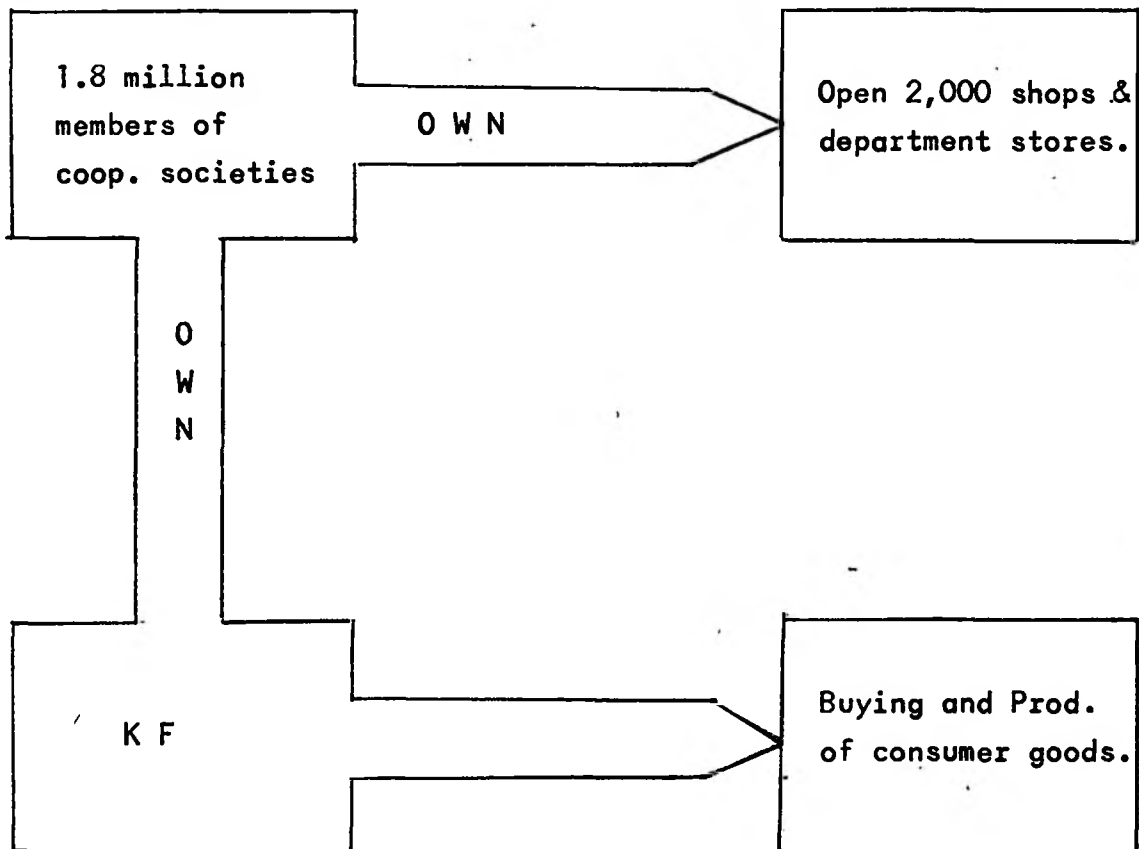 1.8 million
members of
coop. societies
O W N
Open 2,000 shops &
department stores.
O
W
N
K F
Buying and Prod.
of consumer goods.